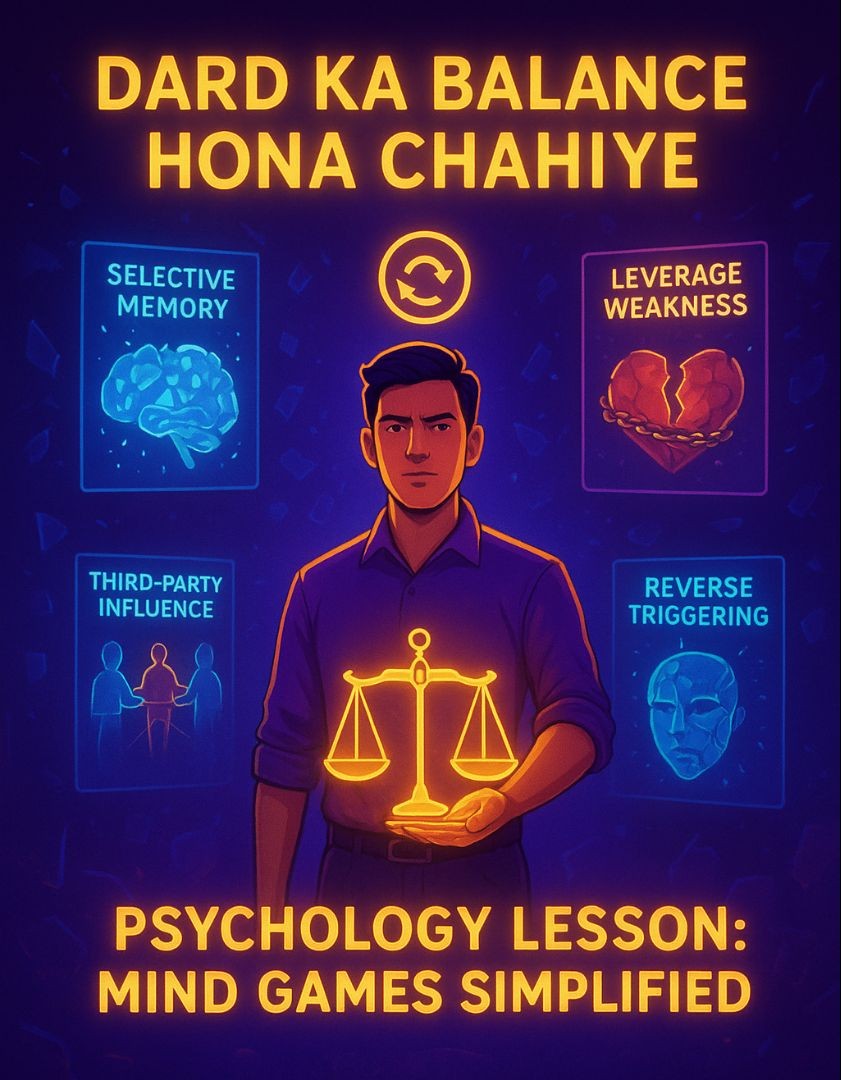 DARD KA BALANCE
HONA CHAHIYE
SELECTIVE
MEMORY
LEVERAGE
WEAKNESS
THIRD-PARTY
INFLUENCE
REVERSE
TRIGGERING
PSYCHOLOGY LESSON:
MIND GAMES SIMPLIFIED